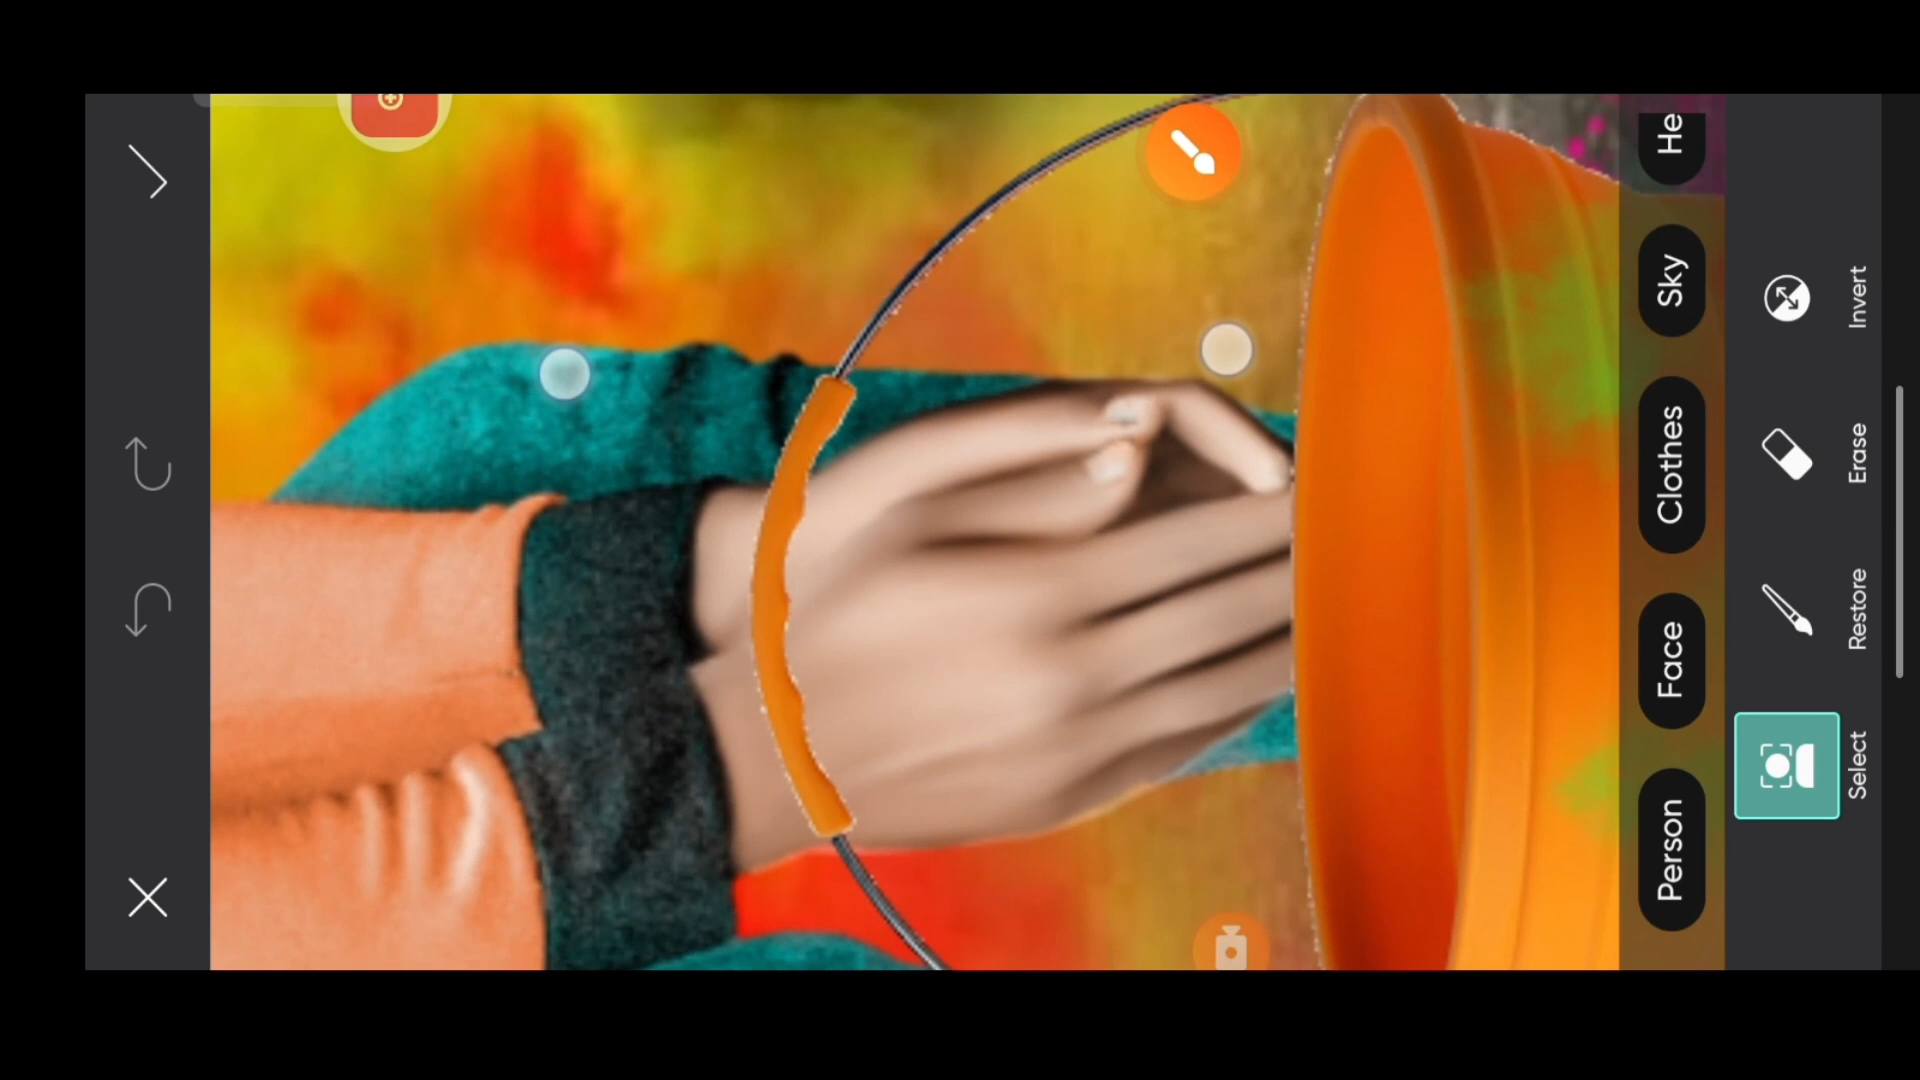 Person
Face
Clothes
Sky
He
Select
Restore
Erase
Invert